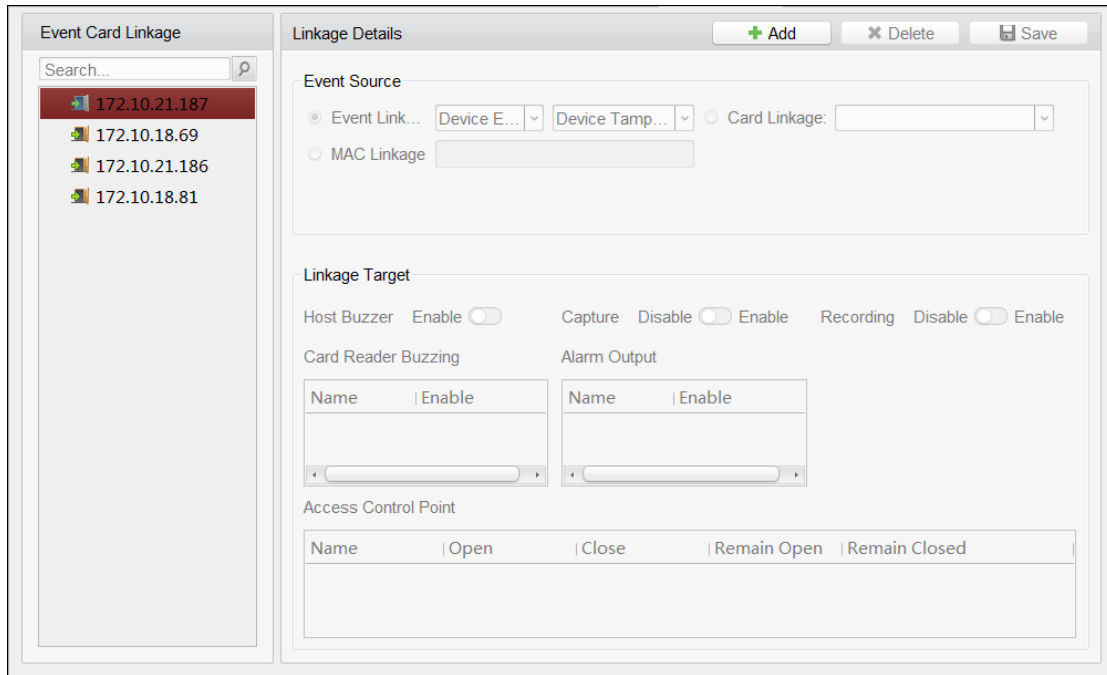 Event Card Linkage
Search...
172.10.21.187
172.10.18.69
172.10.21.186
172.10.18.81
Linkage Details
Add
Delete
Save
Event Source
Event Link... Device E... Device Tamp... Card Linkage:
MAC Linkage
Linkage Target
Host Buzzer Enable Capture Disable Enable Recording Disable Enable
Card Reader Buzzing Alarm Output
Name Enable Name Enable
Access Control Point
Name Open Close Remain Open Remain Closed